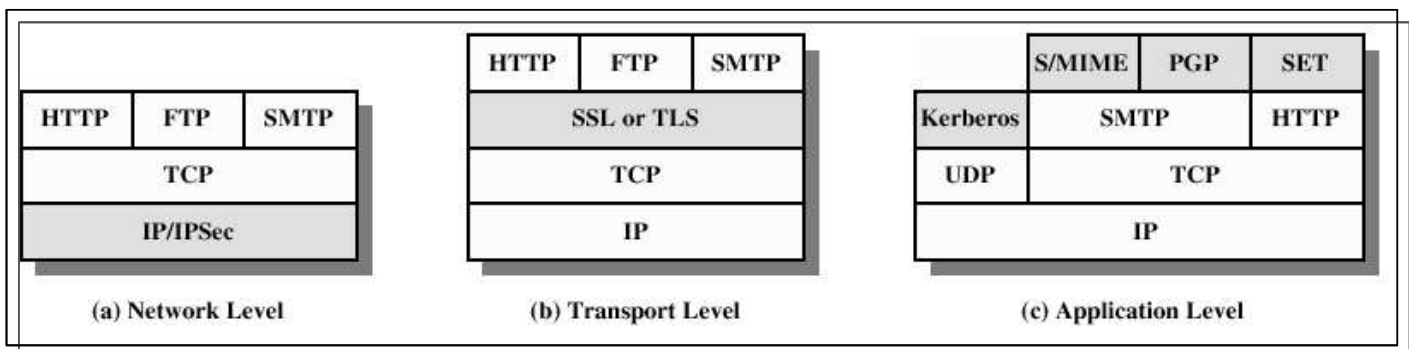 HTTP FTP SMTP
TCP
IP/IPSec
(a) Network Level
HTTP FTP SMTP
SSL or TLS
TCP
IP
(b) Transport Level
S/MIME PGP SET
Kerberos SMTP HTTP
UDP TCP
IP
(c) Application Level